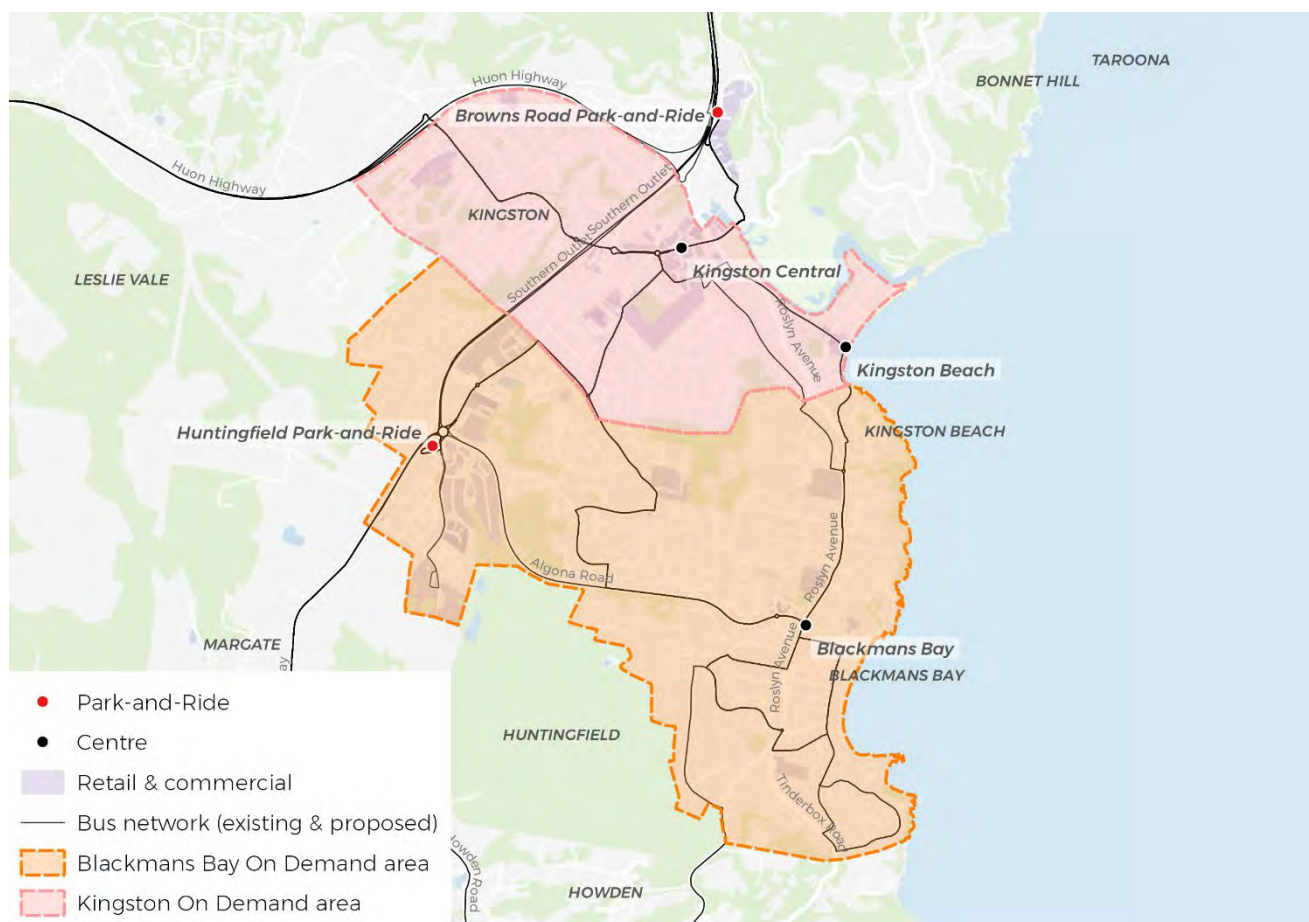 TAROONA
BONNET HILL
Huon Highway
Browns Road Park-and-Ride
Huon Highway
Southern Outlet
KINGSTON
Southern Outlet
Kingston Central
LESLIE VALE
Roslyn Avenue
Kingston Beach
Huntingfield Park-and-Ride
KINGSTON BEACH
Roslyn Avenue
Algona Road
MARGATE
Blackmans Bay
Roslyn Avenue
BLACKMANS BAY
HUNTINGFIELD
Tinderbox Road
Howden Road
HOWDEN
Park-and-Ride
Centre
Retail & commercial
Bus network (existing & proposed)
Blackmans Bay On Demand area
Kingston On Demand area